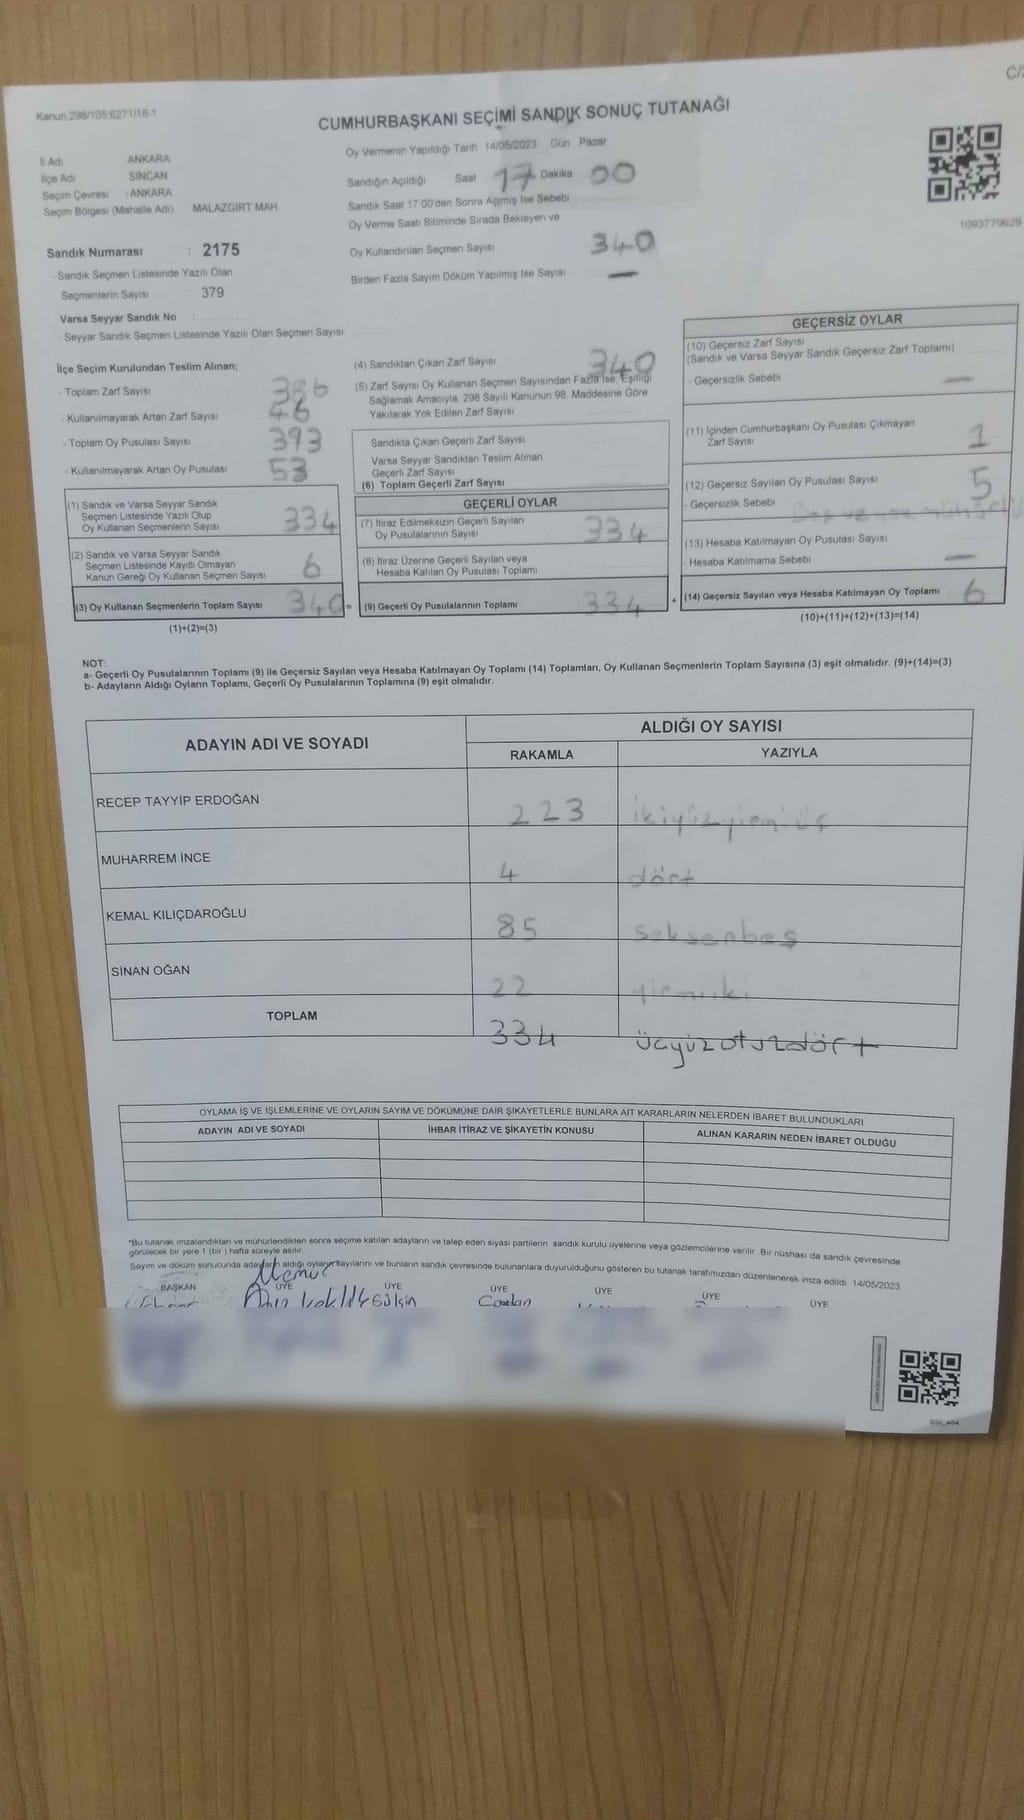 Kanun.298/105;6271/18-1
C/
CUMHURBAŞKANI SEÇİMİ SANDIK SONUÇ TUTANAĞI
İl Adı ANKARA
İlçe Adı SİNCAN
Seçim Çevresi : ANKARA
Seçim Bölgesi (Mahalle Adı) MALAZGİRT MAH.
Oy Vermenin Yapıldığı Tarih 14/05/2023 Gün Pazar
Sandığın Açıldığı Saat 17 Dakika 00
Sandık Saat 17:00'den Sonra Açımış İse Sebebi
Oy Verme Saati Bitiminde Sırada Bekleyen ve
Oy Kullandırılan Seçmen Sayısı 340
Birden Fazla Sayım Döküm Yapılmış İse Sayısı —
1093779629
Sandık Numarası : 2175
- Sandık Seçmen Listesinde Yazılı Olan
Seçmenlerin Sayısı 379
Varsa Seyyar Sandık No :
- Seyyar Sandık Seçmen Listesinde Yazılı Olan Seçmen Sayısı
İlçe Seçim Kurulundan Teslim Alınan;
- Toplam Zarf Sayısı 386
- Kullanılmayarak Artan Zarf Sayısı 46
- Toplam Oy Pusulası Sayısı 393
- Kullanılmayarak Artan Oy Pusulası 53
(1) Sandık ve Varsa Seyyar Sandık
Seçmen Listesinde Yazılı Olup
Oy Kullanan Seçmenlerin Sayısı 334
(2) Sandık ve Varsa Seyyar Sandık
Seçmen Listesinde Kayıtlı Olmayan
Kanun Gereği Oy Kullanan Seçmen Sayısı 6
(3) Oy Kullanan Seçmenlerin Toplam Sayısı 340 =
(1)+(2)=(3)
(4) Sandıktan Çıkan Zarf Sayısı 340
(5) Zarf Sayısı Oy Kullanan Seçmen Sayısından Fazla İse, Eşitliği
Sağlamak Amacıyla. 298 Sayılı Kanunun 98. Maddesine Göre
Yakılarak Yok Edilen Zarf Sayısı
Sandıkta Çıkan Geçerli Zarf Sayısı
Varsa Seyyar Sandıktan Teslim Alınan
Geçerli Zarf Sayısı
(6) Toplam Geçerli Zarf Sayısı
GEÇERLİ OYLAR
(7) İtiraz Edilmeksizin Geçerli Sayılan
Oy Pusulalarının Sayısı 334
(8) İtiraz Üzerine Geçerli Sayılan veya
Hesaba Katılan Oy Pusulası Toplamı
(9) Geçerli Oy Pusulalarının Toplamı 334 +
GEÇERSİZ OYLAR
(10) Geçersiz Zarf Sayısı
(Sandık ve Varsa Seyyar Sandık Geçersiz Zarf Toplamı)
- Geçersizlik Sebebi —
(11) İçinden Cumhurbaşkanı Oy Pusulası Çıkmayan
Zarf Sayısı 1
(12) Geçersiz Sayılan Oy Pusulası Sayısı 5
- Geçersizlik Sebebi
(13) Hesaba Katılmayan Oy Pusulası Sayısı
- Hesaba Katılmama Sebebi —
(14) Geçersiz Sayılan veya Hesaba Katılmayan Oy Toplamı 6
(10)+(11)+(12)+(13)=(14)
NOT:
a- Geçerli Oy Pusulalarının Toplamı (9) ile Geçersiz Sayılan veya Hesaba Katılmayan Oy Toplamı (14) Toplamları, Oy Kullanan Seçmenlerin Toplam Sayısına (3) eşit olmalıdır. (9)+(14)=(3)
b- Adayların Aldığı Oyların Toplamı, Geçerli Oy Pusulalarının Toplamına (9) eşit olmalıdır.
ADAYIN ADI VE SOYADI
ALDIĞI OY SAYISI
RAKAMLA YAZIYLA
RECEP TAYYİP ERDOĞAN 223 ikiyüzyirmiüç
MUHARREM İNCE 4 dört
KEMAL KILIÇDAROĞLU 85 seksenbeş
SİNAN OĞAN 22 yirmiiki
TOPLAM 334 üçyüzotuzdört
OYLAMA İŞ VE İŞLEMLERİNE VE OYLARIN SAYIM VE DÖKÜMÜNE DAİR ŞİKAYETLERLE BUNLARA AİT KARARLARIN NELERDEN İBARET BULUNDUKLARI
ADAYIN ADI VE SOYADI İHBAR İTİRAZ VE ŞİKAYETİN KONUSU ALINAN KARARIN NEDEN İBARET OLDUĞU
*Bu tutanak imzalandıktan ve mühürlendikten sonra seçime katılan adayların ve talep eden siyasi partilerin sandık kurulu üyelerine veya gözlemcilerine verilir. Bir nüshası da sandık çevresinde
görülecek bir yere 1 (bir) hafta süreyle asılır.
Sayım ve döküm sonucunda adayların aldığı oyların sayılarını ve bunların sandık çevresinde bulunanlara duyurulduğunu gösteren bu tutanak tarafımızdan düzenlenerek imza edildi. 14/05/2023
Memur
BAŞKAN ÜYE ÜYE ÜYE ÜYE ÜYE ÜYE
Gülşin Candan